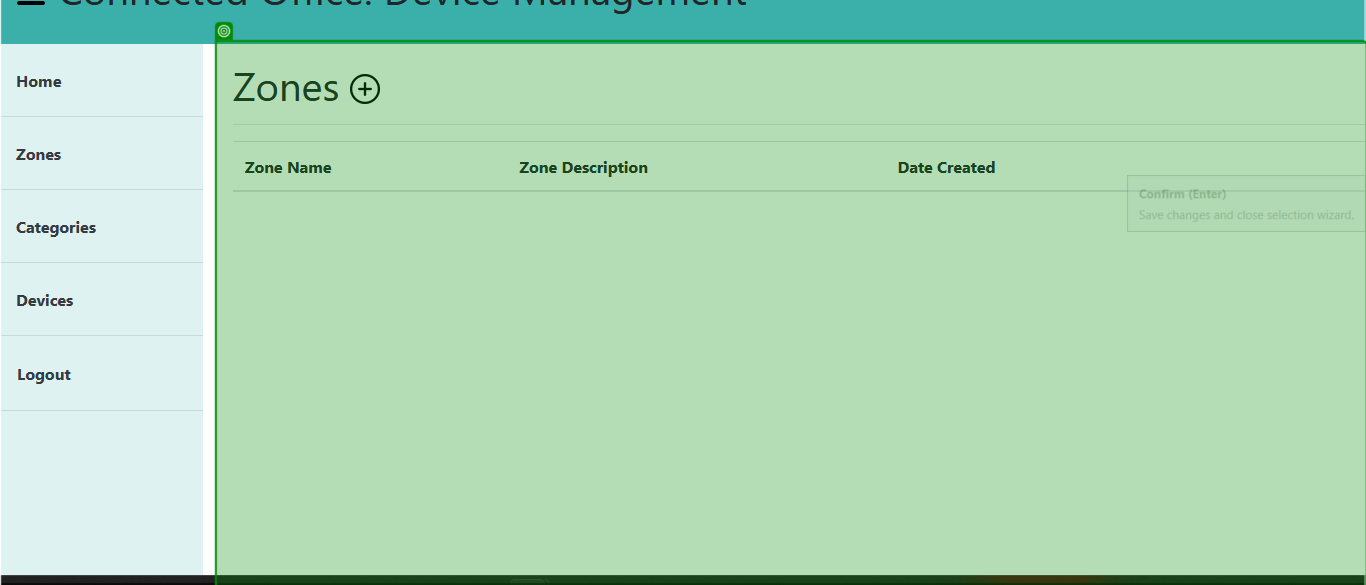 Connected Office: Device Management
Home
Zones
Categories
Devices
Logout
Zones
Zone Name Zone Description Date Created
Confirm (Enter)
Save changes and close selection wizard.